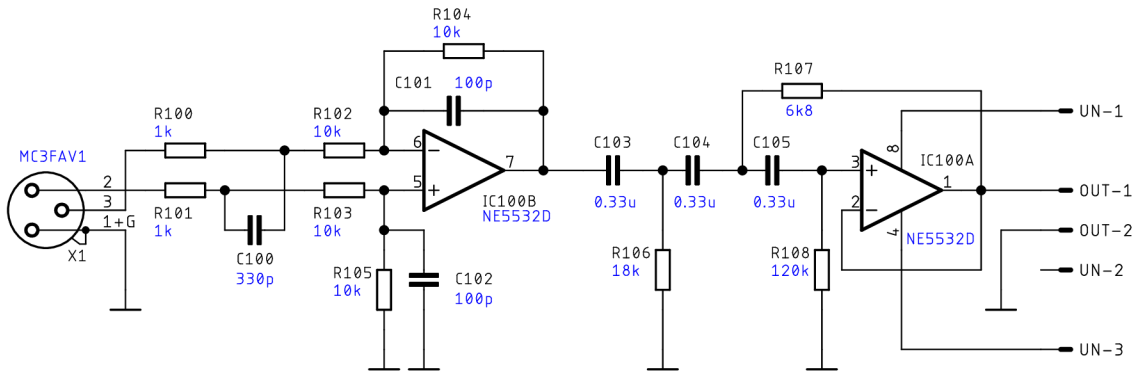 R104
10k
C101 100p
R107
6k8
R100
1k
R102
10k
MC3FAV1
2
3
1+G
X1
R101
1k
C100
330p
R103
10k
6
5
7
IC100B
NE5532D
R105
10k
C102
100p
C103
0.33u
C104
0.33u
C105
0.33u
R106
18k
R108
120k
3
2
8
4
1
IC100A
NE5532D
UN-1
OUT-1
OUT-2
UN-2
UN-3